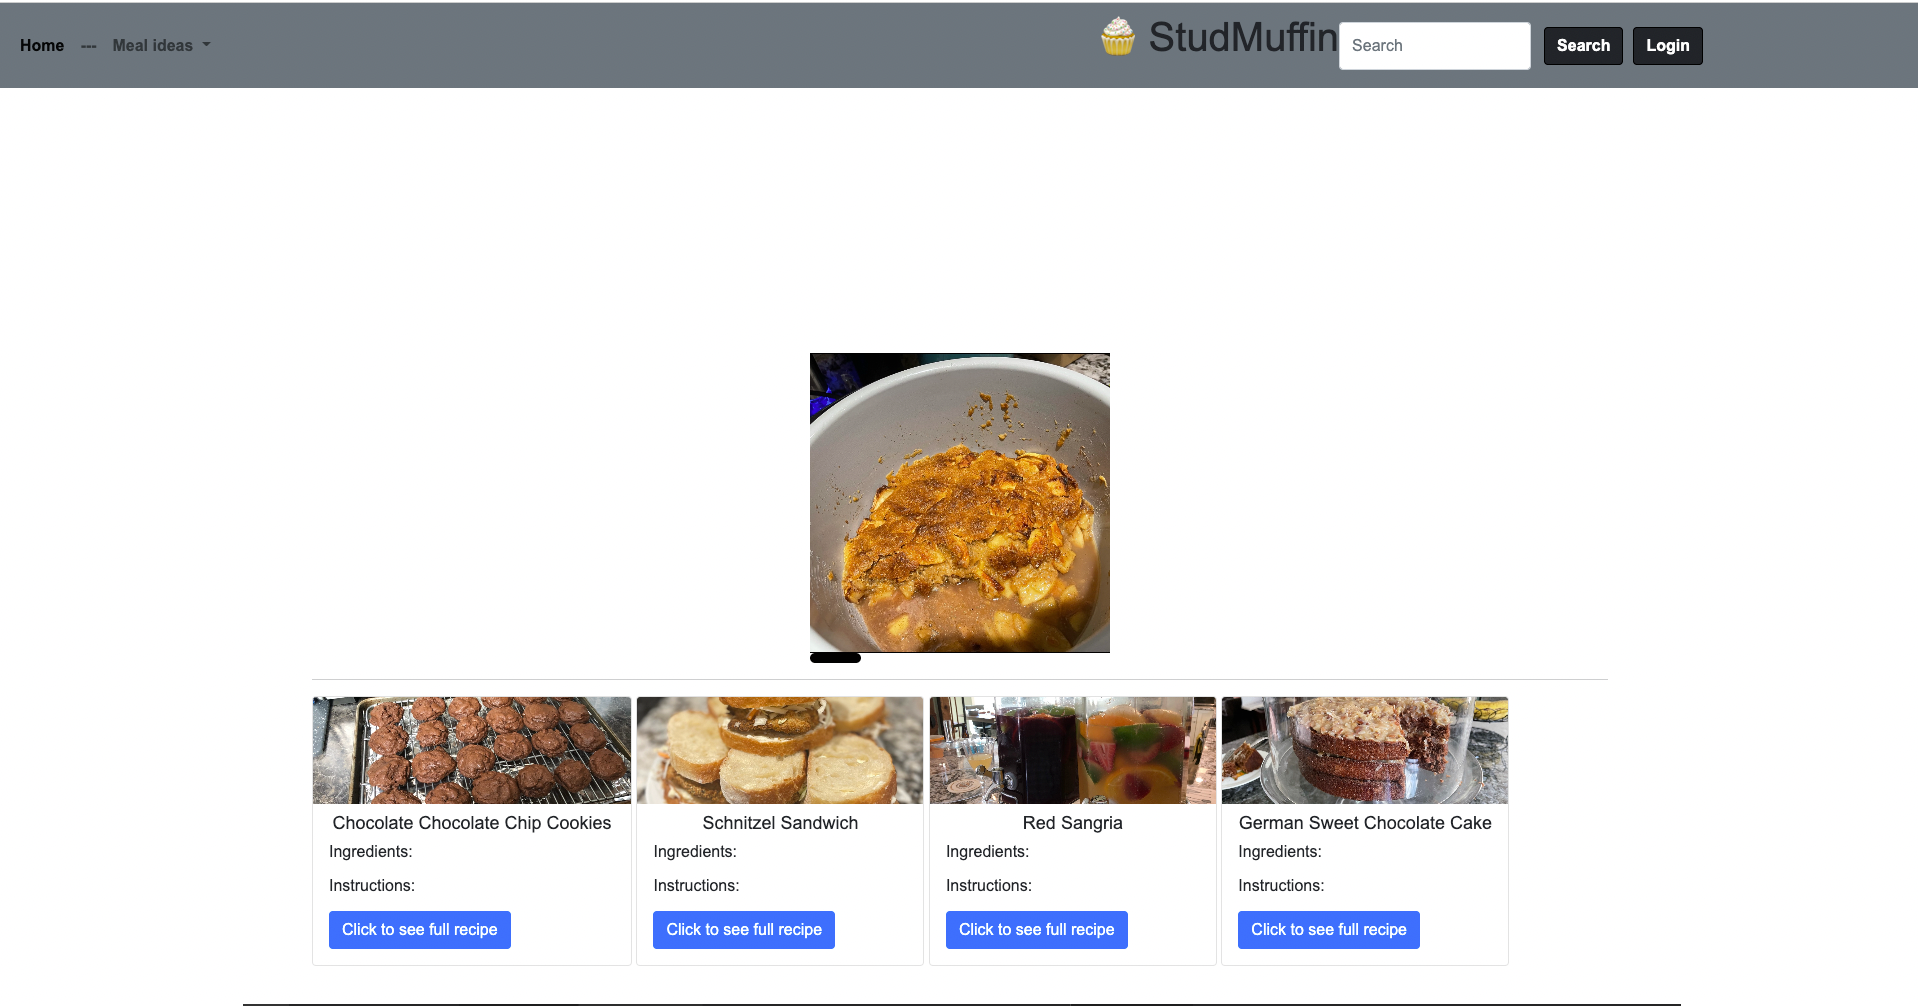 Home --- Meal ideas
StudMuffin
Search
Search
Login
Chocolate Chocolate Chip Cookies
Ingredients:
Instructions:
Click to see full recipe
Schnitzel Sandwich
Ingredients:
Instructions:
Click to see full recipe
Red Sangria
Ingredients:
Instructions:
Click to see full recipe
German Sweet Chocolate Cake
Ingredients:
Instructions:
Click to see full recipe